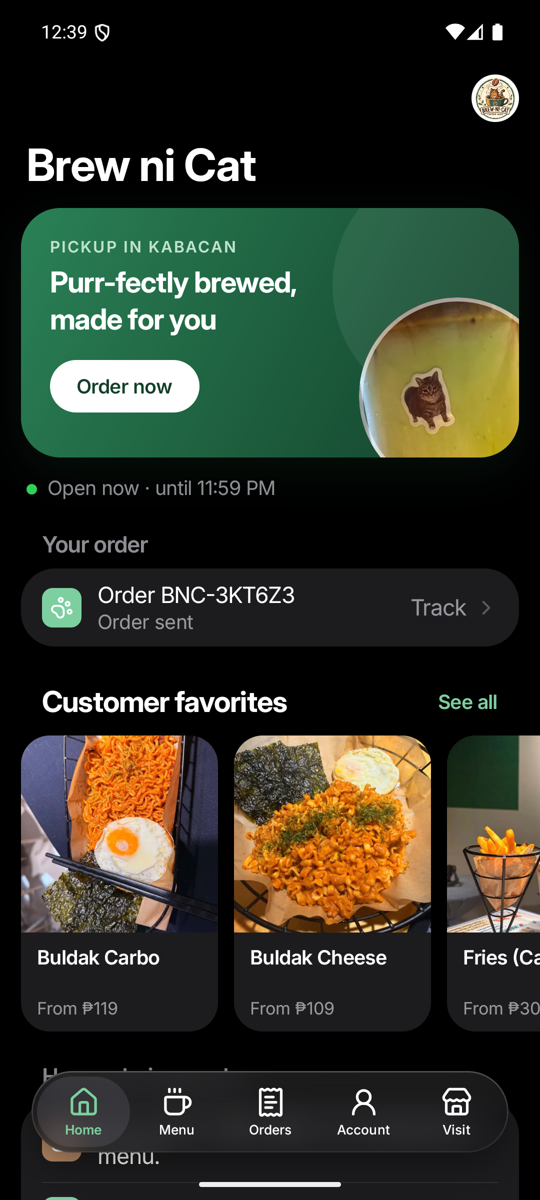 12:39
Brew ni Cat
PICKUP IN KABACAN
Purr-fectly brewed,
made for you
Order now
Open now · until 11:59 PM
Your order
Order BNC-3KT6Z3
Order sent
Track
Customer favorites
See all
Buldak Carbo
From ₱119
Buldak Cheese
From ₱109
Fries (Ca
From ₱30
menu.
Home
Menu
Orders
Account
Visit